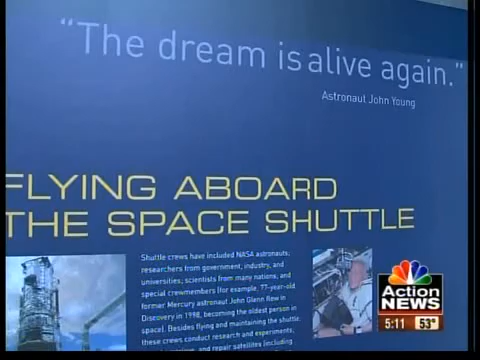 “The dream is alive again.”
Astronaut John Young
FLYING ABOARD
THE SPACE SHUTTLE
Shuttle crews have included NASA astronauts;
researchers from government, industry, and
universities; scientists from many nations, and
special crewmembers (for example, 77-year-old
former Mercury astronaut John Glenn flew in
Discovery in 1998, becoming the oldest person in
space). Besides flying and maintaining the shuttle,
these crews conduct research and experiments,
and repair satellites (including
Action
NEWS
5:11 53°